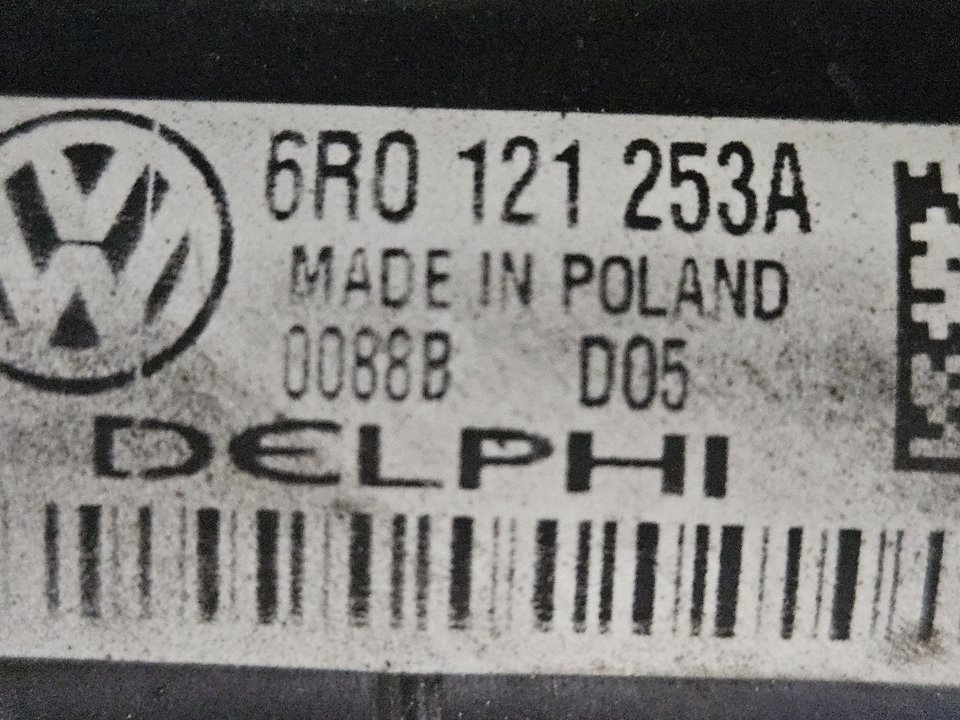 6R0 121 253A
MADE IN POLAND
0088B D05
DELPHI